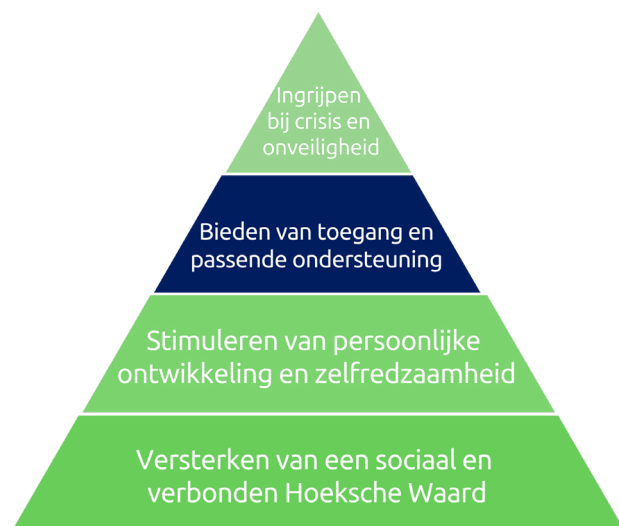 Ingrijpen
bij crisis en
onveiligheid
Bieden van toegang en
passende ondersteuning
Stimuleren van persoonlijke
ontwikkeling en zelfredzaamheid
Versterken van een sociaal en
verbonden Hoeksche Waard